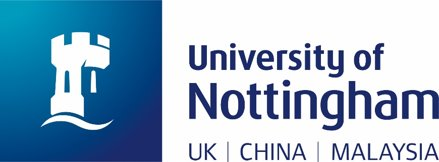 University of
Nottingham
UK | CHINA | MALAYSIA